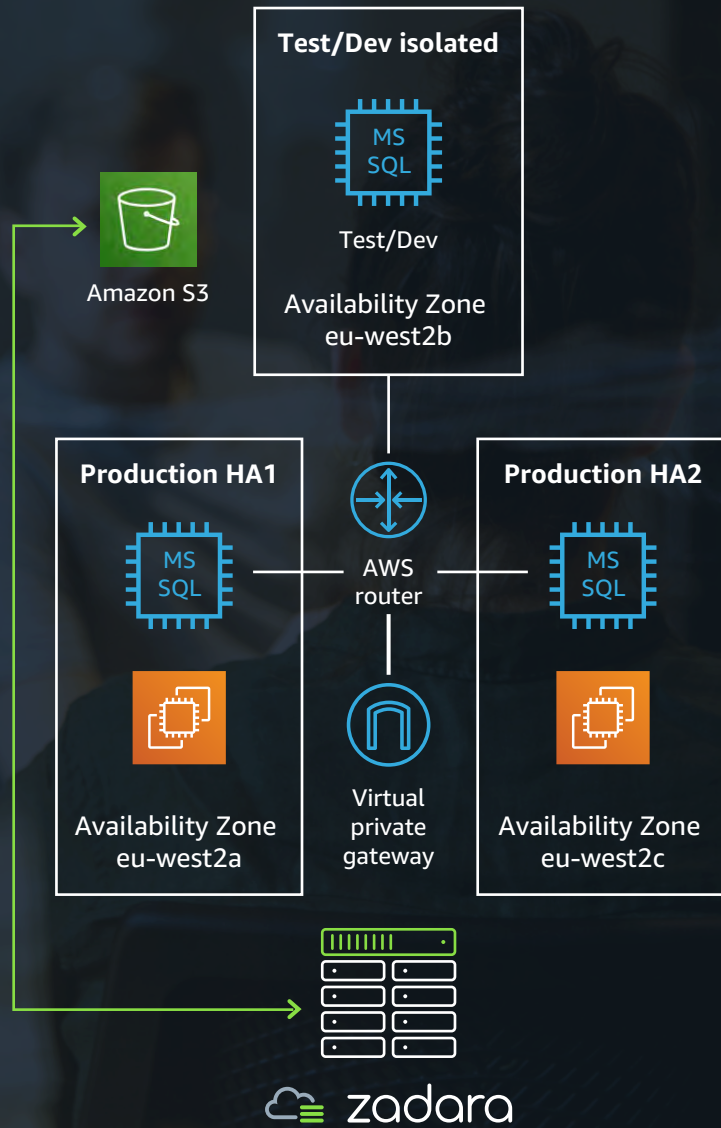 Test/Dev isolated
MS
SQL
Test/Dev
Availability Zone
eu-west2b
Amazon S3
Production HA1
MS
SQL
Availability Zone
eu-west2a
AWS
router
Virtual
private
gateway
Production HA2
MS
SQL
Availability Zone
eu-west2c
zadara